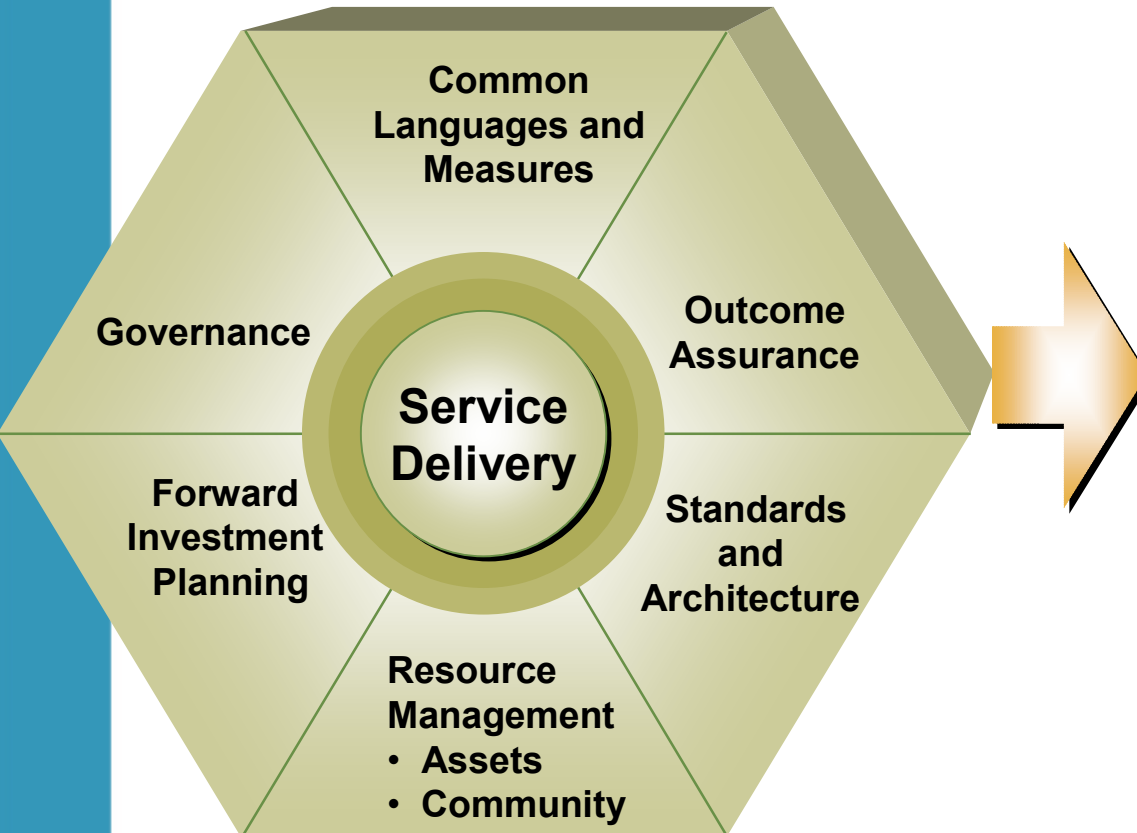 Common
Languages and
Measures
Governance
Outcome
Assurance
Service
Delivery
Forward
Investment
Planning
Standards
and
Architecture
Resource
Management
• Assets
• Community